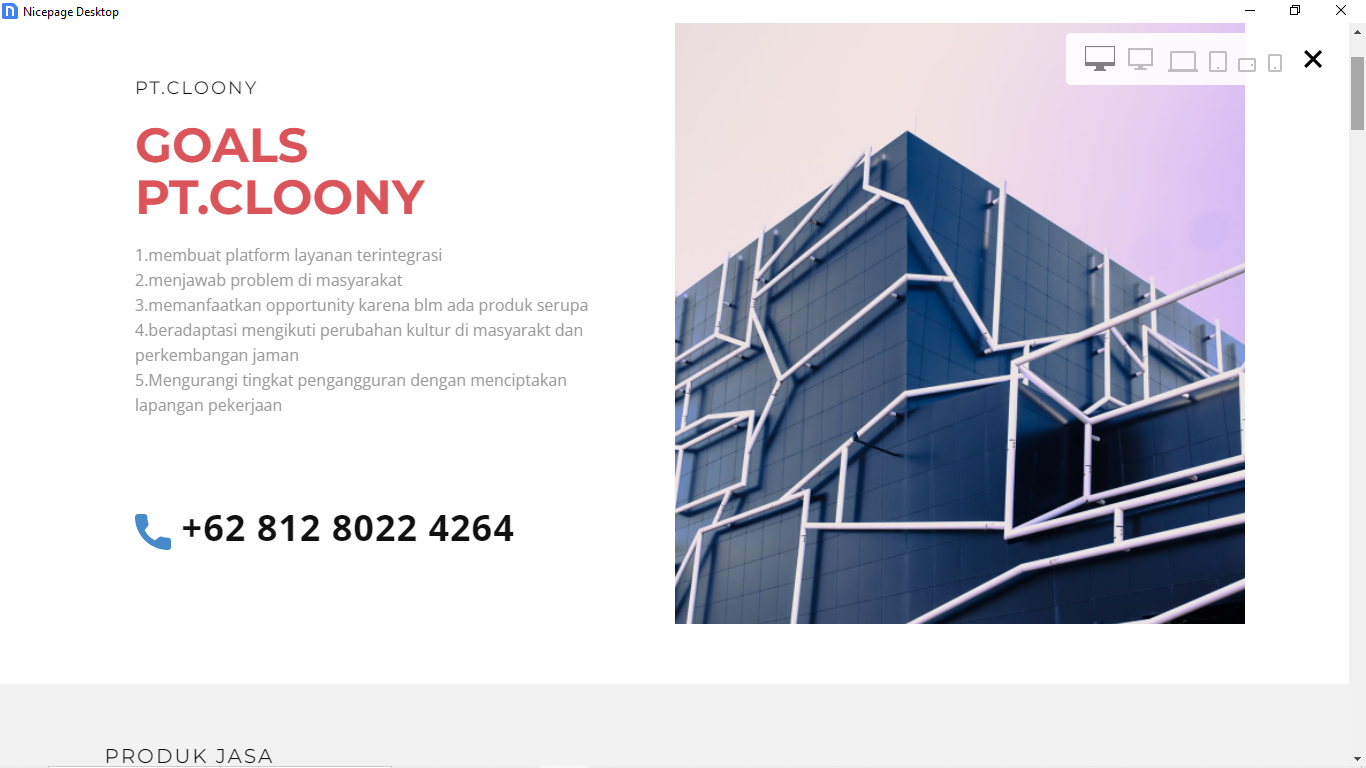 Nicepage Desktop
PT.CLOONY
GOALS
PT.CLOONY
1.membuat platform layanan terintegrasi
2.menjawab problem di masyarakat
3.memanfaatkan opportunity karena blm ada produk serupa
4.beradaptasi mengikuti perubahan kultur di masyarakt dan
perkembangan jaman
5.Mengurangi tingkat pengangguran dengan menciptakan
lapangan pekerjaan
+62 812 8022 4264
PRODUK JASA